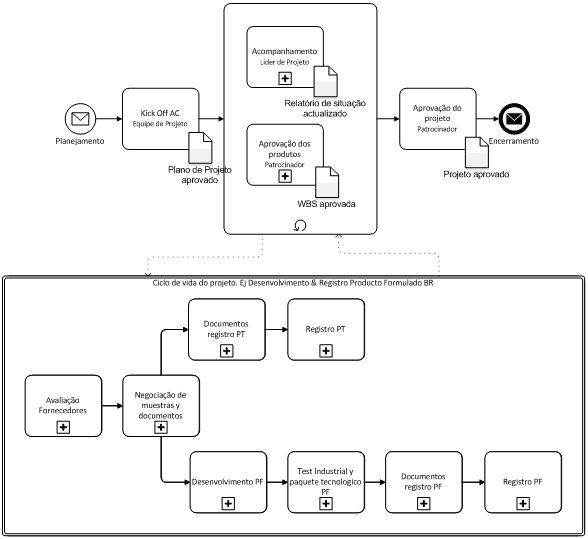 Planejamento
Kick Off AC
Equipe de Projeto
Plano de Projeto
aprovado
Acompanhamento
Lider de Projeto
Relatório de situação
actualizado
Aprovação dos
produtos
Patrocinador
WBS aprovada
Aprovação do
projeto
Patrocinador
Projeto aprovado
Encerramento
Ciclo de vida do projeto. Ej Desenvolvimento & Registro Producto Formulado BR
Documentos
registro PT
Registro PT
Avaliação
Fornecedores
Negociação de
muestras y
documentos
Desenvolvimento PF
Test Industrial y
paquete tecnologico
PF
Documentos
registro PF
Registro PF